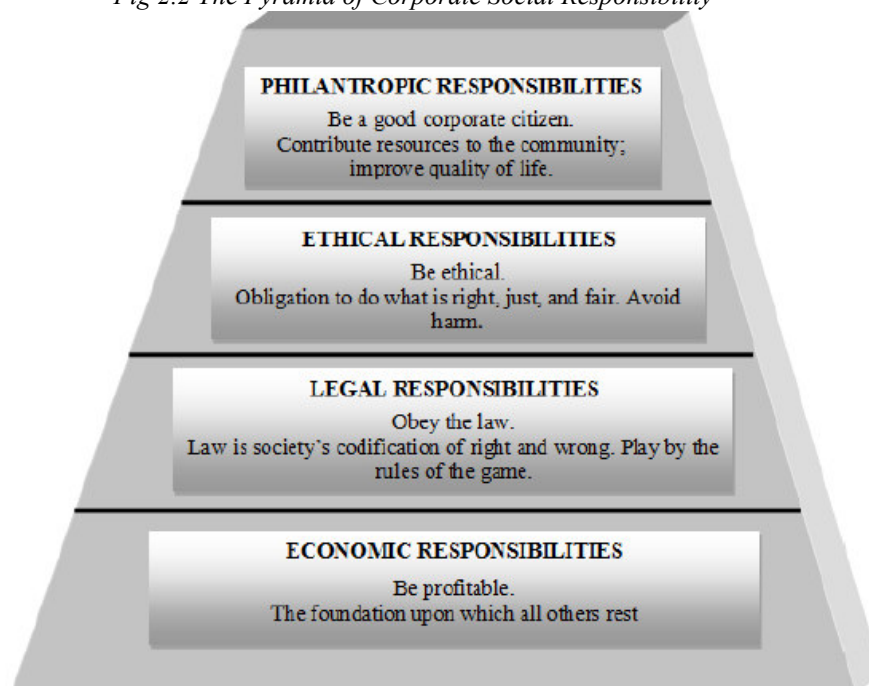 Fig 2.2 The Pyramid of Corporate Social Responsibility
PHILANTROPIC RESPONSIBILITIES
Be a good corporate citizen.
Contribute resources to the community;
improve quality of life.
ETHICAL RESPONSIBILITIES
Be ethical.
Obligation to do what is right, just, and fair. Avoid
harm.
LEGAL RESPONSIBILITIES
Obey the law.
Law is society's codification of right and wrong. Play by the
rules of the game.
ECONOMIC RESPONSIBILITIES
Be profitable.
The foundation upon which all others rest